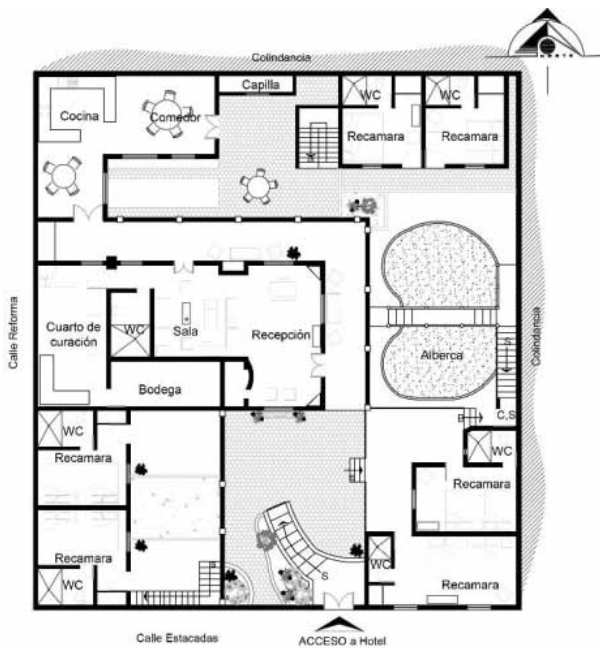 NORTE
Colindancia
Capilla
WC
WC
Cocina
Comedor
Recamara
Recamara
Calle Reforma
Colindancia
Cuarto de
curación
WC
Sala
Recepción
Alberca
S
Bodega
C,S
B
WC
WC
Recamara
Recamara
B
Recamara
WC
S
WC
Recamara
Calle Estacadas
ACCESO a Hotel